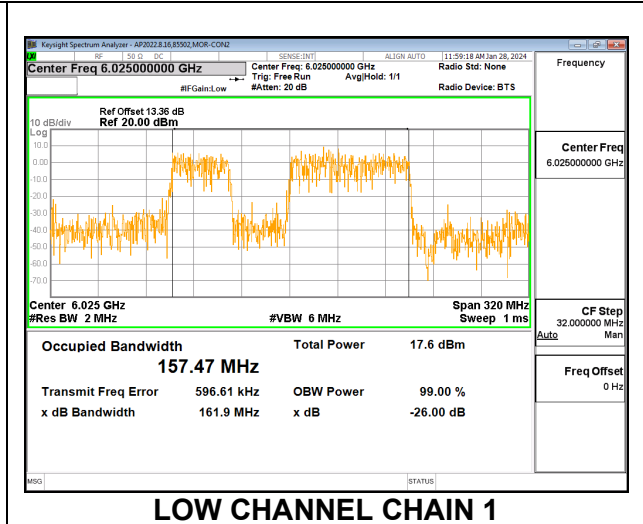 Keysight Spectrum Analyzer - AP2022.8.16,85502,MOR-CON2
RF 50 Ω DC SENSE:INT ALIGN AUTO 11:59:18 AM Jan 28, 2024
Center Freq 6.025000000 GHz
Center Freq: 6.025000000 GHz Radio Std: None
Trig: Free Run Avg|Hold: 1/1
#IFGain:Low #Atten: 20 dB Radio Device: BTS
Frequency
Ref Offset 13.36 dB
10 dB/div Ref 20.00 dBm
Log
10.0
0.00
-10.0
-20.0
-30.0
-40.0
-50.0
-60.0
-70.0
Center 6.025 GHz Span 320 MHz
#Res BW 2 MHz #VBW 6 MHz Sweep 1 ms
Center Freq
6.025000000 GHz
CF Step
32.000000 MHz
Auto Man
Freq Offset
0 Hz
Occupied Bandwidth Total Power 17.6 dBm
157.47 MHz
Transmit Freq Error 596.61 kHz OBW Power 99.00 %
x dB Bandwidth 161.9 MHz x dB -26.00 dB
MSG STATUS
LOW CHANNEL CHAIN 1